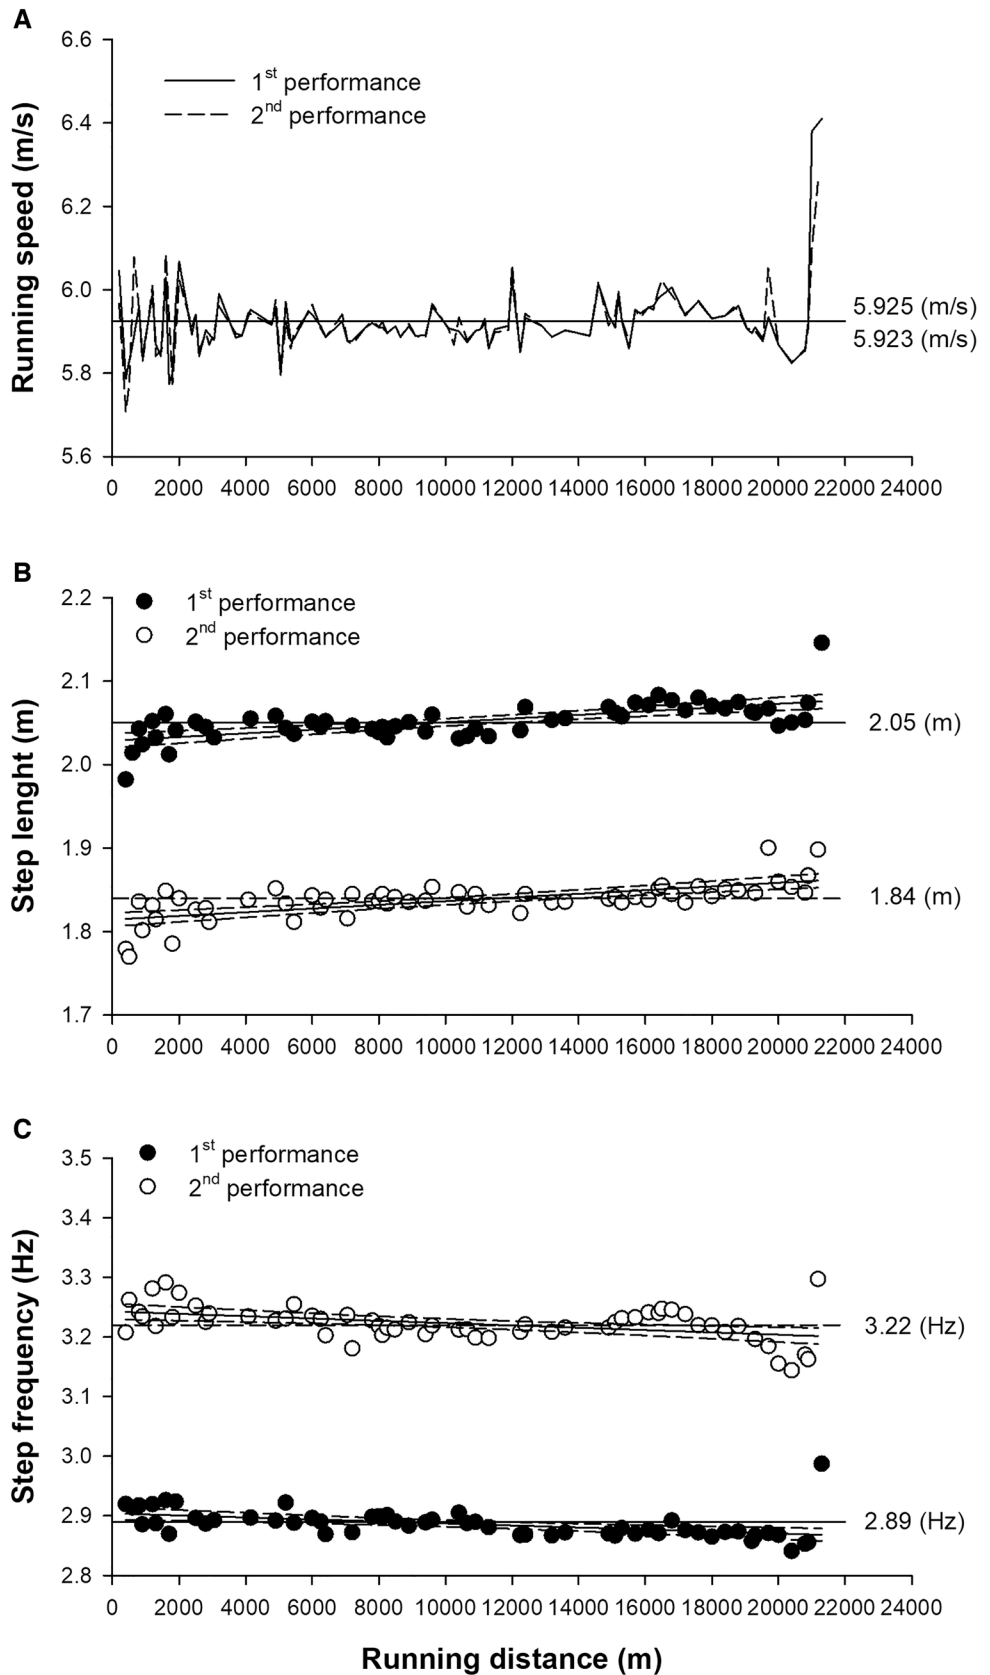 A
Running speed (m/s)
6.6
6.4
6.2
6.0
5.8
5.6
1st performance
2nd performance
5.925 (m/s)
5.923 (m/s)
0 2000 4000 6000 8000 10000 12000 14000 16000 18000 20000 22000 24000
B
Step lenght (m)
2.2
2.1
2.0
1.9
1.8
1.7
1st performance
2nd performance
2.05 (m)
1.84 (m)
0 2000 4000 6000 8000 10000 12000 14000 16000 18000 20000 22000 24000
C
Step frequency (Hz)
3.5
3.4
3.3
3.2
3.1
3.0
2.9
2.8
1st performance
2nd performance
3.22 (Hz)
2.89 (Hz)
0 2000 4000 6000 8000 10000 12000 14000 16000 18000 20000 22000 24000
Running distance (m)